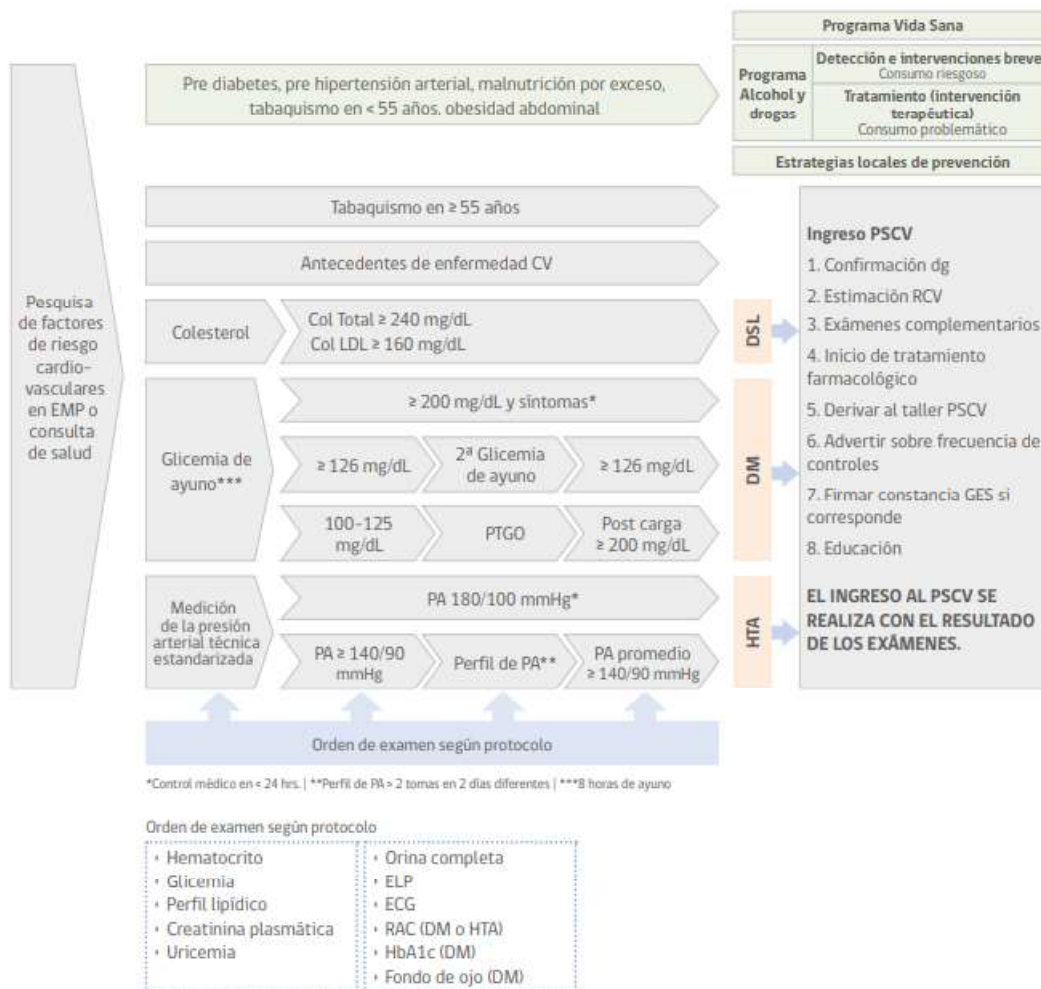 Programa Vida Sana
Pre diabetes, pre hipertensión arterial, malnutrición por exceso,
tabaquismo en < 55 años. obesidad abdominal
Programa
Alcohol y
drogas
Detección e intervenciones breve
Consumo riesgoso
Tratamiento (intervención
terapéutica)
Consumo problemático
Estrategias locales de prevención
Pesquisa
de factores
de riesgo
cardio-
vasculares
en EMP o
consulta
de salud
Tabaquismo en ≥ 55 años
Antecedentes de enfermedad CV
Colesterol
Col Total ≥ 240 mg/dL
Col LDL ≥ 160 mg/dL
DSL
Glicemia de
ayuno***
≥ 200 mg/dL y síntomas*
≥ 126 mg/dL
2ª Glicemia
de ayuno
≥ 126 mg/dL
100-125
mg/dL
PTGO
Post carga
≥ 200 mg/dL
DM
Medición
de la presión
arterial técnica
estandarizada
PA 180/100 mmHg*
PA ≥ 140/90
mmHg
Perfil de PA**
PA promedio
≥ 140/90 mmHg
HTA
Ingreso PSCV
1. Confirmación dg
2. Estimación RCV
3. Exámenes complementarios
4. Inicio de tratamiento
farmacológico
5. Derivar al taller PSCV
6. Advertir sobre frecuencia de
controles
7. Firmar constancia GES si
corresponde
8. Educación
EL INGRESO AL PSCV SE
REALIZA CON EL RESULTADO
DE LOS EXÁMENES.
Orden de examen según protocolo
*Control médico en < 24 hrs. | **Perfil de PA > 2 tomas en 2 días diferentes | ***8 horas de ayuno
Orden de examen según protocolo
• Hematocrito
• Glicemia
• Perfil lipídico
• Creatinina plasmática
• Uricemia
• Orina completa
• ELP
• ECG
• RAC (DM o HTA)
• HbA1c (DM)
• Fondo de ojo (DM)